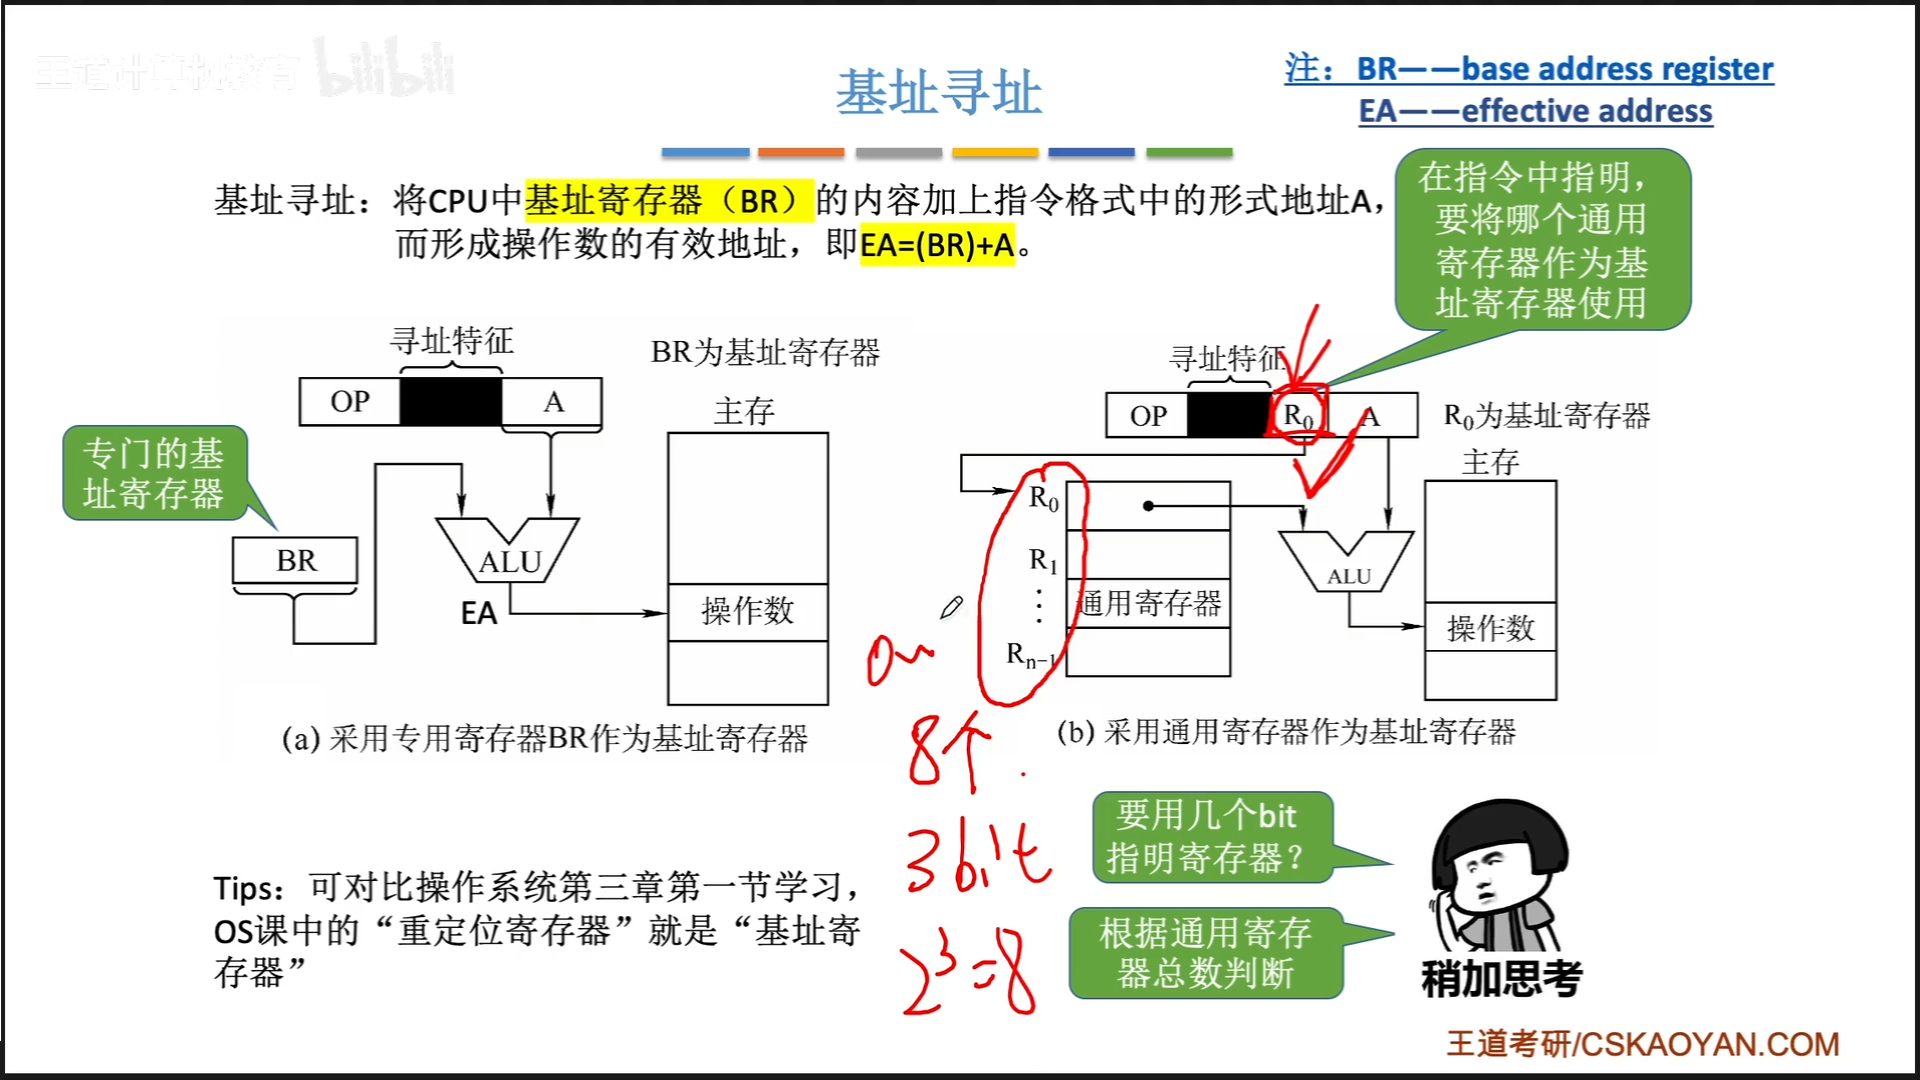 王道计算机教育 bilibili
基址寻址
注：BR——base address register
EA——effective address
基址寻址：将CPU中基址寄存器（BR）的内容加上指令格式中的形式地址A，
而形成操作数的有效地址，即EA=(BR)+A。
在指令中指明，
要将哪个通用
寄存器作为基
址寄存器使用
寻址特征
OP
A
BR为基址寄存器
主存
专门的基
址寄存器
BR
ALU
EA
操作数
(a) 采用专用寄存器BR作为基址寄存器
寻址特征
OP
R₀
A
R₀为基址寄存器
主存
R₀
R₁
⋮
Rₙ₋₁
通用寄存器
ALU
操作数
(b) 采用通用寄存器作为基址寄存器
8个
3bit
2³=8
要用几个bit
指明寄存器？
根据通用寄存
器总数判断
稍加思考
Tips：可对比操作系统第三章第一节学习，
OS课中的“重定位寄存器”就是“基址寄
存器”
王道考研/CSKAOYAN.COM